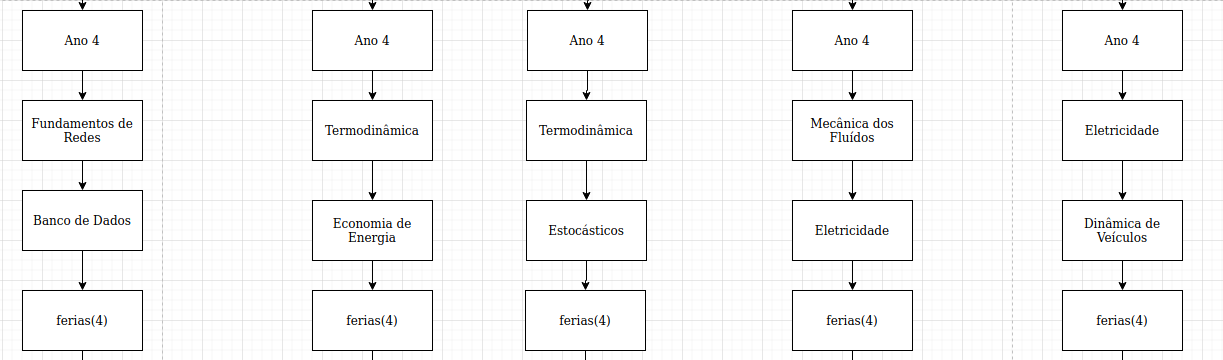 Ano 4
Ano 4
Ano 4
Ano 4
Ano 4
Fundamentos de
Redes
Termodinâmica
Termodinâmica
Mecânica dos
Fluídos
Eletricidade
Banco de Dados
Economia de
Energia
Estocásticos
Eletricidade
Dinâmica de
Veículos
ferias(4)
ferias(4)
ferias(4)
ferias(4)
ferias(4)